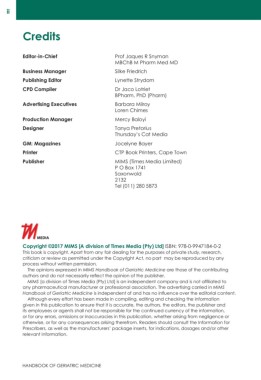 ii
Credits
Editor-in-Chief Prof Jacques R Snyman
MBChB M Pharm Med MD
Business Manager Silke Friedrich
Publishing Editor Lynette Strydom
CPD Compiler Dr Jaco Lotriet
BPharm, PhD (Pharm)
Advertising Executives Barbara Milroy
Loren Chimes
Production Manager Mercy Baloyi
Designer Tanya Pretorius
Thunday's Cat Media
GM: Magazines Jocelyne Bayer
Printer CTP Book Printers, Cape Town
Publisher MIMS (Times Media Limited)
P O Box 1741
Saxonwold
2132
Tel (011) 280 5873
MEDIA
Copyright ©2017 MIMS [A division of Times Media (Pty) Ltd] ISBN: 978-0-9947184-0-2
This book is copyright. Apart from any fair dealing for the purposes of private study, research,
criticism or review as permitted under the Copyright Act, no part may be reproduced by any
process without written permission.
The opinions expressed in MIMS Handbook of Geriatric Medicine are those of the contributing
authors and do not necessarily reflect the opinion of the publisher.
MIMS (a division of Times Media (Pty) Ltd) is an independent company and is not affiliated to
any pharmaceutical manufacturer or professional association. The advertising carried in MIMS
Handbook of Geriatric Medicine is independent of and has no influence over the editorial content.
Although every effort has been made in compiling, editing and checking the information
given in this publication to ensure that it is accurate, the authors, the editors, the publisher and
its employees or agents shall not be responsible for the continued currency of the information,
or for any errors, omissions or inaccuracies in this publication, whether arising from negligence or
otherwise, or for any consequences arising therefrom. Readers should consult the Information for
Prescribers, as well as the manufacturers' package inserts, for indications, dosages and/or other
relevant information.
HANDBOOK OF GERIATRIC MEDICINE